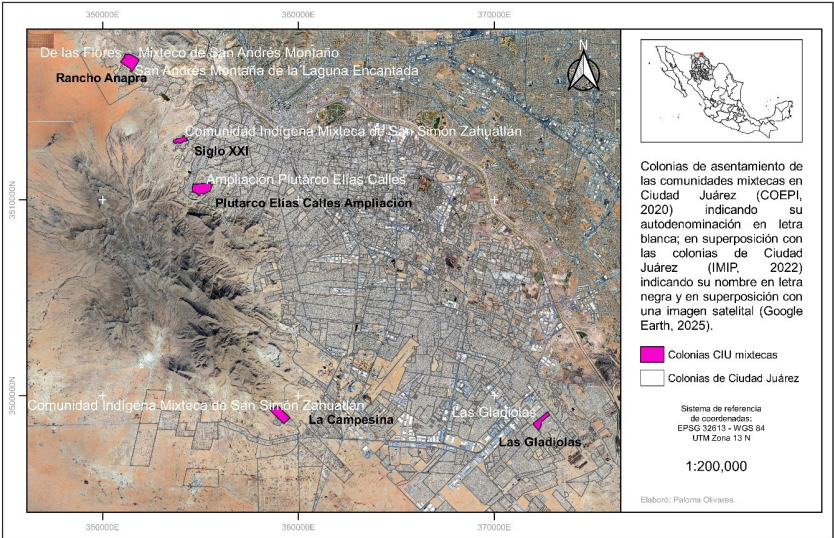 350000E 360000E 370000E
N
De las Flores Mixteco de San Andrés Montaño
Rancho Anapra
San Andrés Montaña de la Laguna Encantada
Comunidad Indígena Mixteca de San Simón Zahuatlán
Siglo XXI
Ampliación Plutarco Elías Calles
Plutarco Elias Calles Ampliación
3510000N
3500000N
Comunidad Indígena Mixteca de San Simón Zahuatlán
La Campesina
Las Gladiolas
Las Gladiolas
350000E 360000E 370000E
Colonias de asentamiento de
las comunidades mixtecas en
Ciudad Juárez (COEPI,
2020) indicando su
autodenominación en letra
blanca; en superposición con
las colonias de Ciudad
Juárez (IMIP, 2022)
indicando su nombre en letra
negra y en superposición con
una imagen satelital (Google
Earth, 2025).
Colonias CIU mixtecas
Colonias de Ciudad Juárez
Sistema de referencia
de coordenadas:
EPSG 32613 - WGS 84
UTM Zona 13 N
1:200,000
Elaboró: Paloma Olivares.